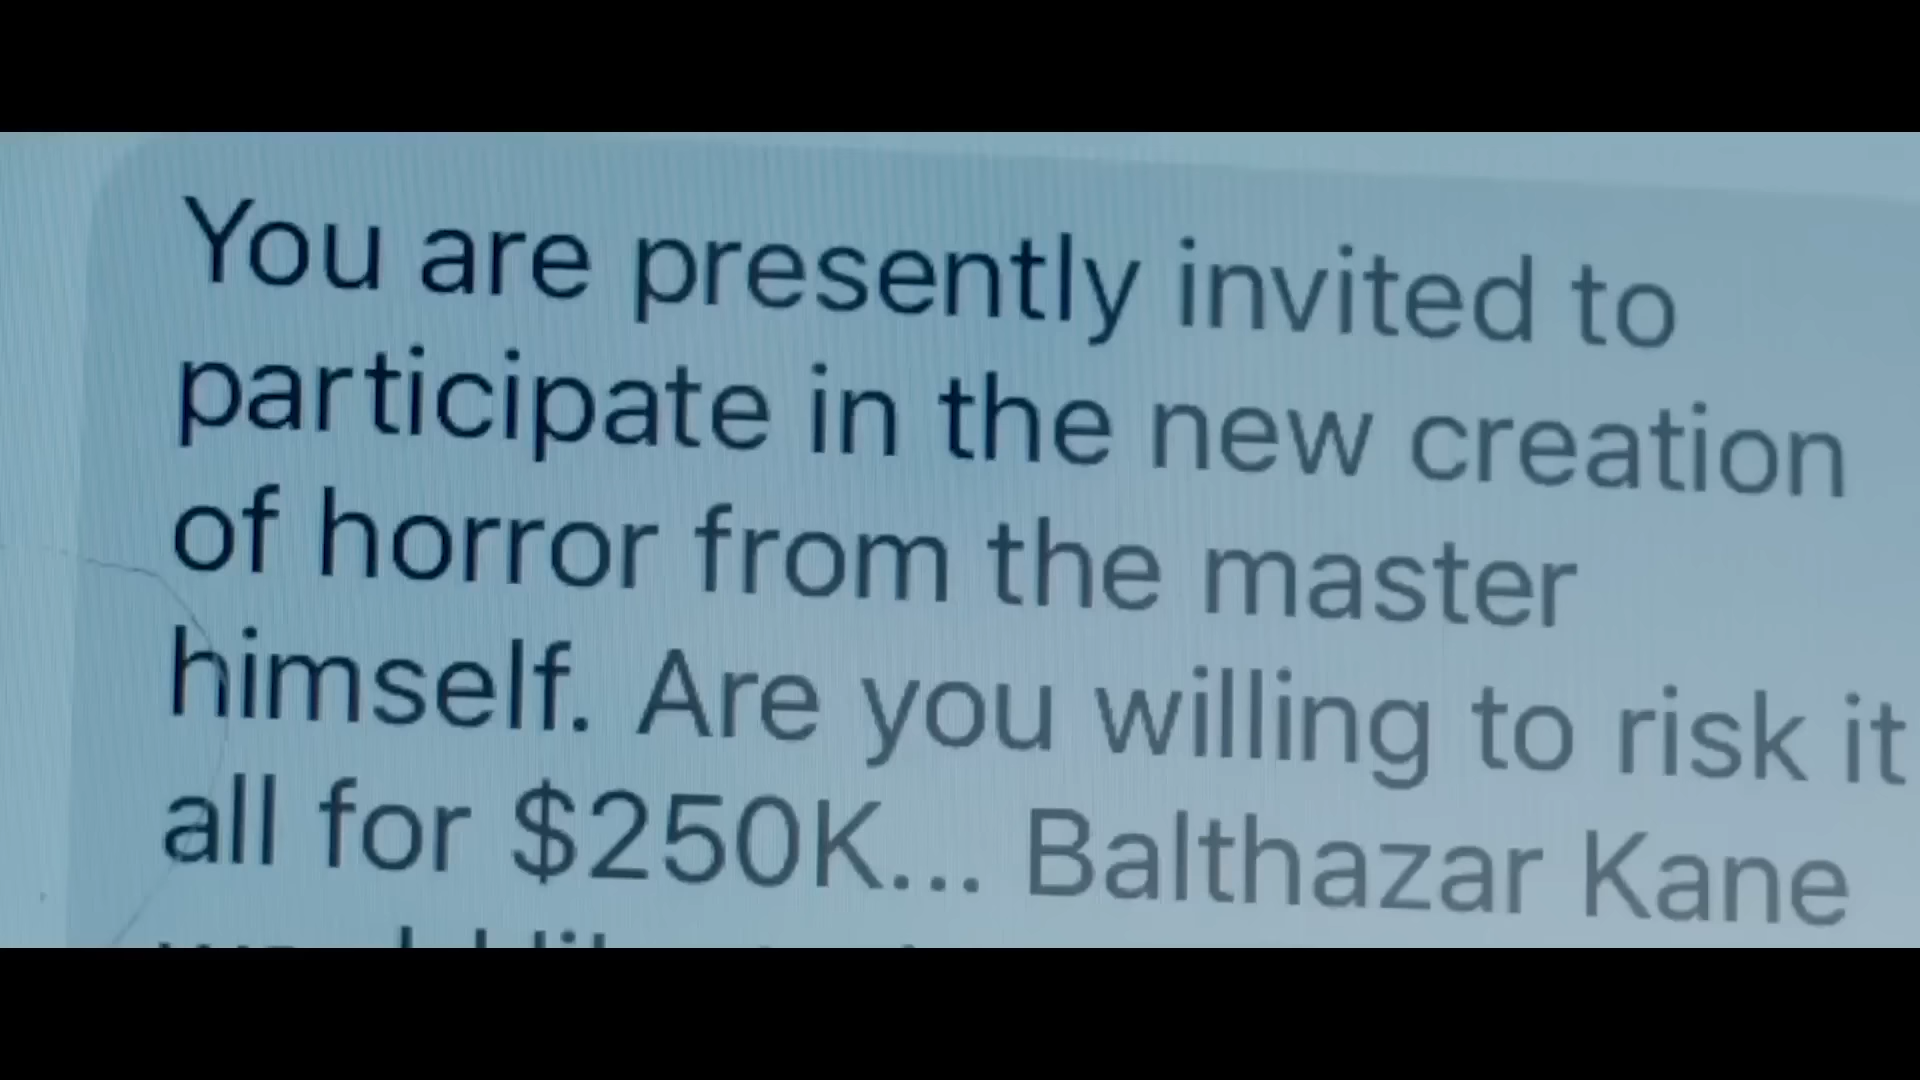 You are presently invited to
participate in the new creation
of horror from the master
himself. Are you willing to risk it
all for $250K... Balthazar Kane